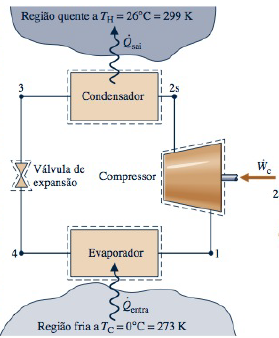 Região quente a T_H = 26°C = 299 K
Q̇_sai
3
2s
Condensador
Válvula de
expansão
Compressor
Ẇ_c
2
4
Evaporador
1
Q̇_entra
Região fria a T_C = 0°C = 273 K